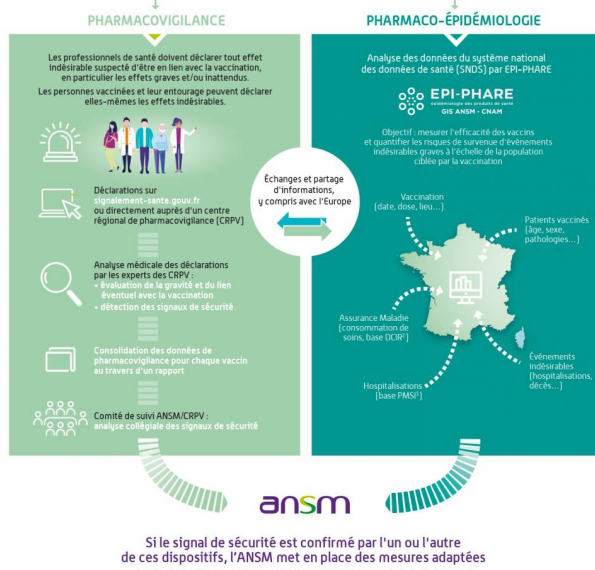 PHARMACOVIGILANCE
Les professionnels de santé doivent déclarer tout effet
indésirable suspecté d'être en lien avec la vaccination,
en particulier les effets graves et/ou inattendus.
Les personnes vaccinées et leur entourage peuvent déclarer
elles-mêmes les effets indésirables.
Déclarations sur
signalement-sante.gouv.fr
ou directement auprès d'un centre
régional de pharmacovigilance (CRPV)
Analyse médicale des déclarations
par les experts des CRPV :
• évaluation de la gravité et du lien
éventuel avec la vaccination
• détection des signaux de sécurité
Consolidation des données de
pharmacovigilance pour chaque vaccin
au travers d'un rapport
Comité de suivi ANSM/CRPV :
analyse collégiale des signaux de sécurité
Échanges et partage
d'informations,
y compris avec l'Europe
PHARMACO-ÉPIDÉMIOLOGIE
Analyse des données du système national
des données de santé (SNDS) par EPI-PHARE
EPI-PHARE
épidémiologie des produits de santé
GIS ANSM - CNAM
Objectif : mesurer l'efficacité des vaccins
et quantifier les risques de survenue d'évènements
indésirables graves à l'échelle de la population
ciblée par la vaccination
Vaccination
(date, dose, lieu...)
Patients vaccinés
(âge, sexe,
pathologies...)
Assurance Maladie
(consommation de
soins, base DCIR²)
Événements
indésirables
(hospitalisations,
décès...)
Hospitalisations
(base PMSI³)
ansm
Si le signal de sécurité est confirmé par l'un ou l'autre
de ces dispositifs, l'ANSM met en place des mesures adaptées